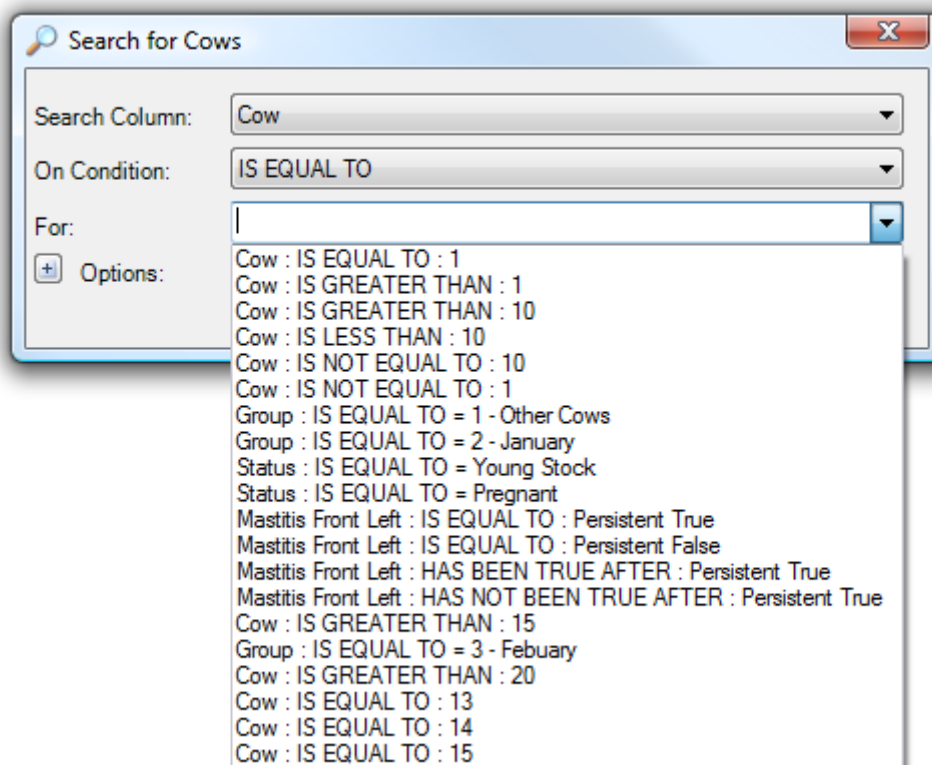 Search for Cows
Search Column: Cow
On Condition: IS EQUAL TO
For:
Options:
Cow : IS EQUAL TO : 1
Cow : IS GREATER THAN : 1
Cow : IS GREATER THAN : 10
Cow : IS LESS THAN : 10
Cow : IS NOT EQUAL TO : 10
Cow : IS NOT EQUAL TO : 1
Group : IS EQUAL TO = 1 - Other Cows
Group : IS EQUAL TO = 2 - January
Status : IS EQUAL TO = Young Stock
Status : IS EQUAL TO = Pregnant
Mastitis Front Left : IS EQUAL TO : Persistent True
Mastitis Front Left : IS EQUAL TO : Persistent False
Mastitis Front Left : HAS BEEN TRUE AFTER : Persistent True
Mastitis Front Left : HAS NOT BEEN TRUE AFTER : Persistent True
Cow : IS GREATER THAN : 15
Group : IS EQUAL TO = 3 - Febuary
Cow : IS GREATER THAN : 20
Cow : IS EQUAL TO : 13
Cow : IS EQUAL TO : 14
Cow : IS EQUAL TO : 15